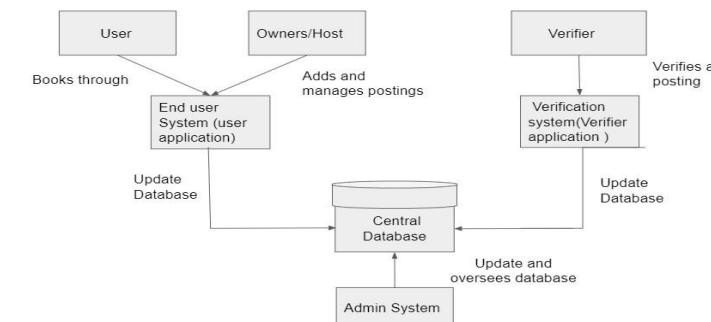 User
Owners/Host
Verifier
Books through
Adds and
manages postings
Verifies a
posting
End user
System (user
application)
Verification
system(Verifier
application )
Update
Database
Update
Database
Central
Database
Update and
oversees database
Admin System